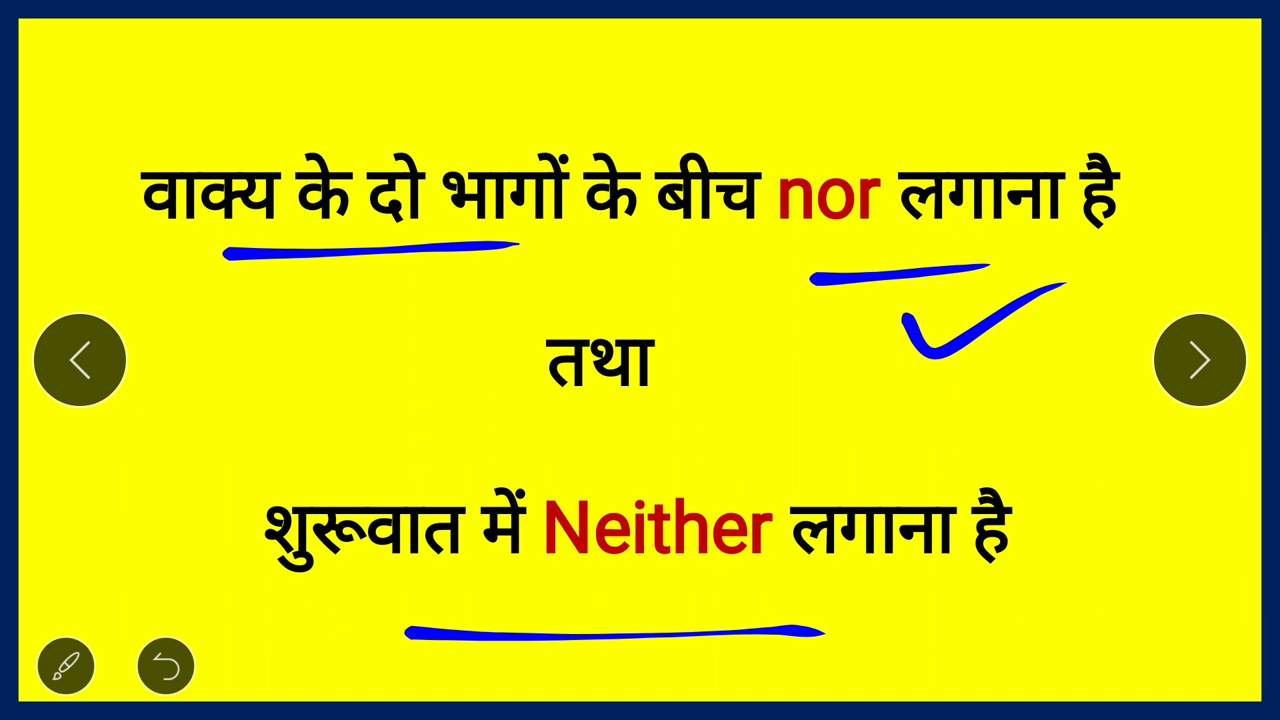 वाक्य के दो भागों के बीच nor लगाना है
तथा
शुरूवात में Neither लगाना है